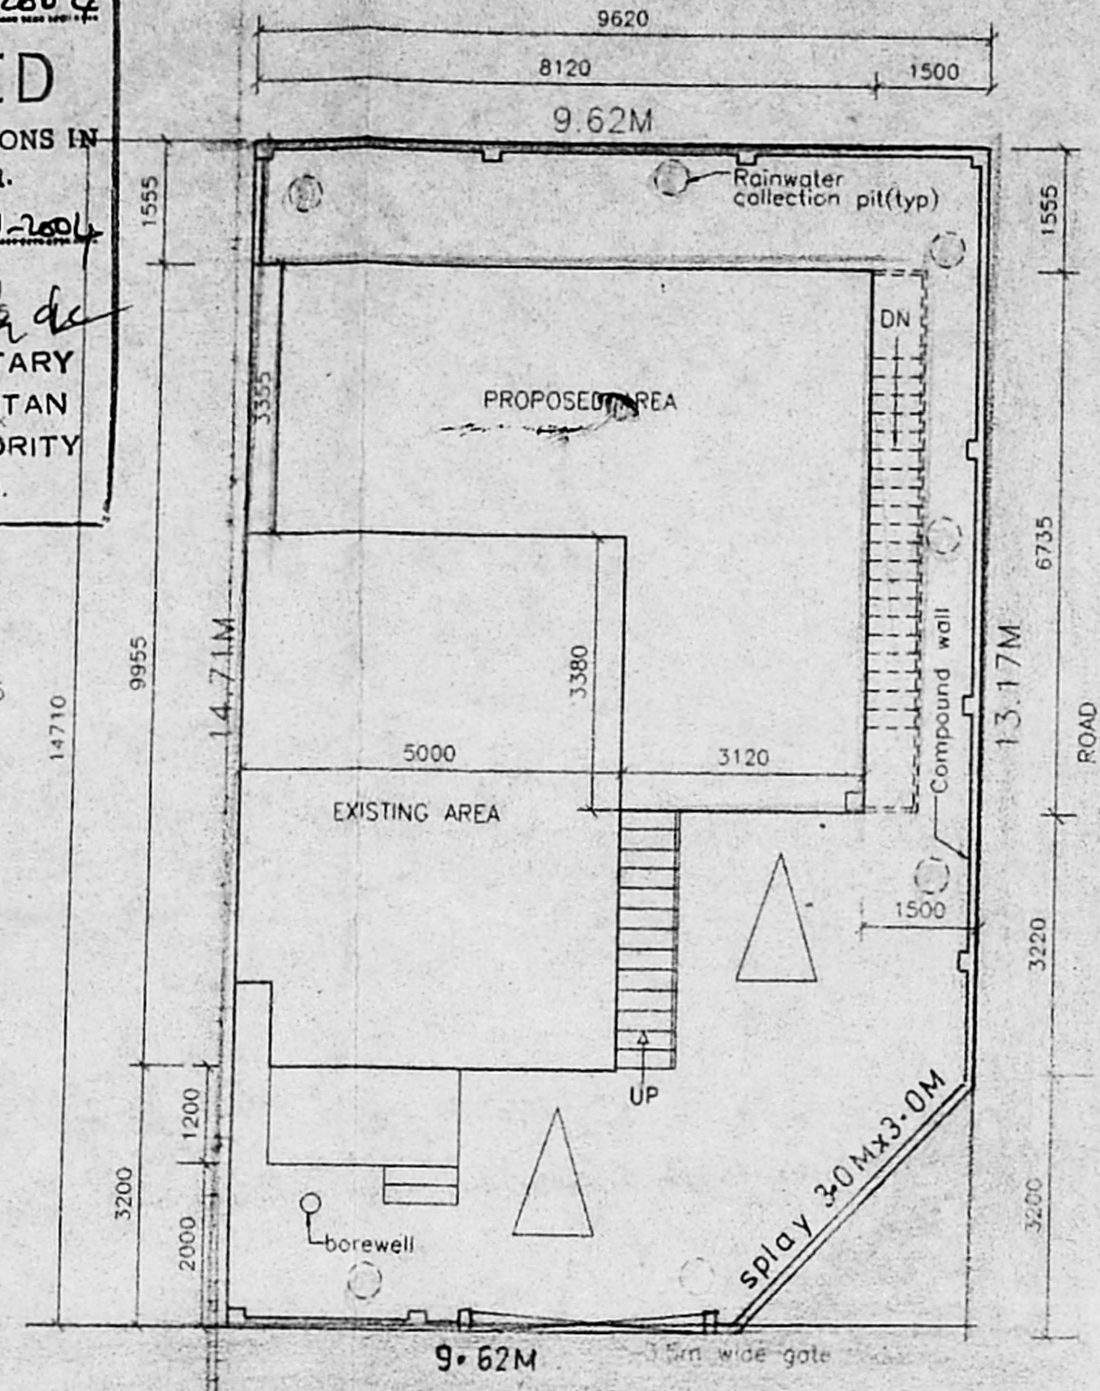 2004
ED
ONS IN
-2004
TARY
TAN
ORITY
9620
8120
1500
9.62M
1555
Rainwater
collection pit(typ)
1555
DN
3355
PROPOSED AREA
6735
14.71M
9955
14710
3380
Compound wall
13.17M
ROAD
5000
3120
EXISTING AREA
1500
3220
UP
1200
3200
2000
borewell
splay 3.0Mx3.0M
3200
9.62M
wide gate